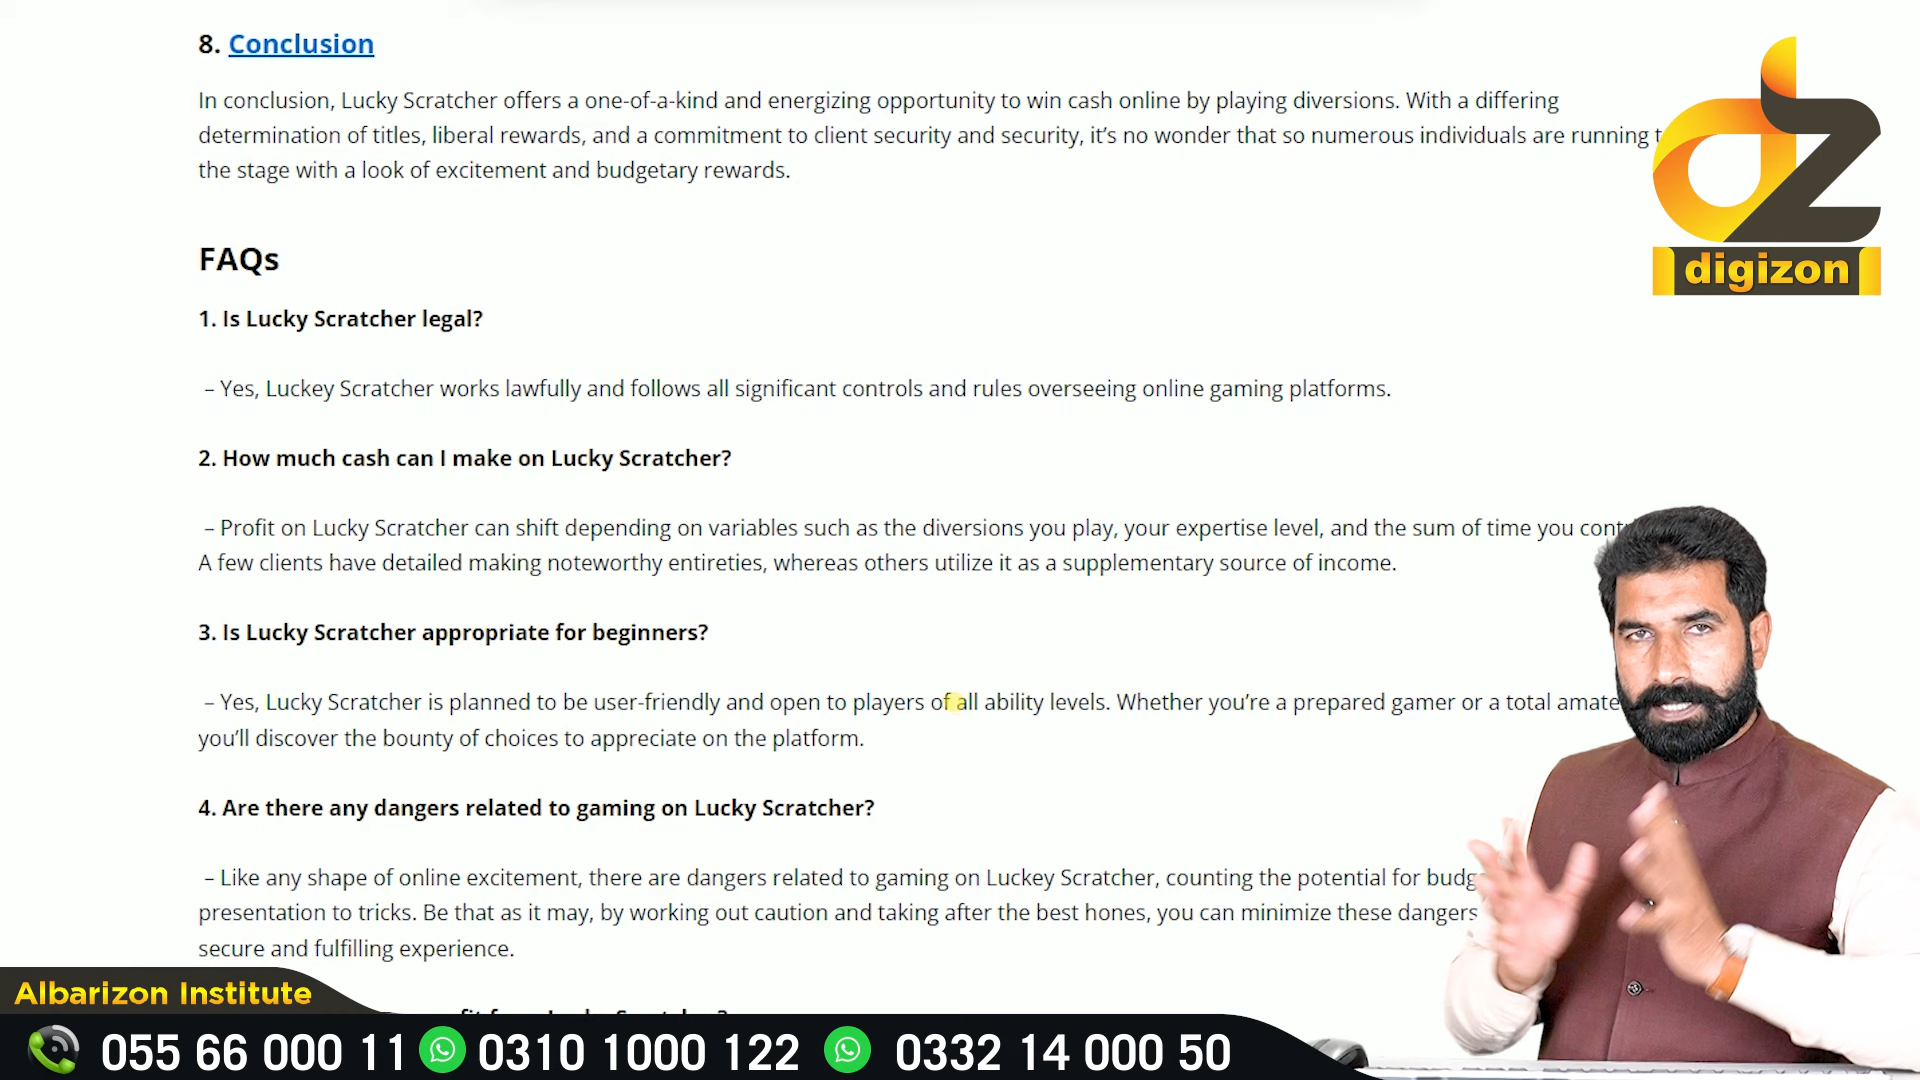 8. Conclusion
In conclusion, Lucky Scratcher offers a one-of-a-kind and energizing opportunity to win cash online by playing diversions. With a differing
determination of titles, liberal rewards, and a commitment to client security and security, it’s no wonder that so numerous individuals are running
the stage with a look of excitement and budgetary rewards.
digizon
FAQs
1. Is Lucky Scratcher legal?
– Yes, Luckey Scratcher works lawfully and follows all significant controls and rules overseeing online gaming platforms.
2. How much cash can I make on Lucky Scratcher?
– Profit on Lucky Scratcher can shift depending on variables such as the diversions you play, your expertise level, and the sum of time you
A few clients have detailed making noteworthy entireties, whereas others utilize it as a supplementary source of income.
3. Is Lucky Scratcher appropriate for beginners?
– Yes, Lucky Scratcher is planned to be user-friendly and open to players of all ability levels. Whether you’re a prepared gamer or a total
you’ll discover the bounty of choices to appreciate on the platform.
4. Are there any dangers related to gaming on Lucky Scratcher?
– Like any shape of online excitement, there are dangers related to gaming on Luckey Scratcher, counting the potential for
presentation to tricks. Be that as it may, by working out caution and taking after the best hones, you can minimize these dangers
secure and fulfilling experience.
Albarizon Institute
055 66 000 11 0310 1000 122 0332 14 000 50